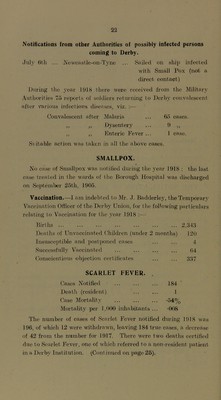 23
Notifications from other Authorities of possibly infected persons
coming to Derby.
July 6th ... Newcastle-on-Tyne ... Sailed on ship infected
with Small Pox (not a
direct contact)
During the year 1918 there were received from the Military
Authorities 75 reports of soldiers returning to Derby convalescent
after various infectious diseases, viz. :—
Convalescent after Malaria ... 65 cases.
,, ,, Dysentery ... 9 ,,
,, ,, Enteric Fever ... 1 case.
Suitable action was taken in all the above cases.
SMALLPOX.
No case of Smallpox was notified during the year 1918 : the last
case treated in the wards of the Borough Hospital was discharged
on September 25th, 1905.
Vaccination.—I am indebted to Mr. J. Bedderley, the Temporary
Vaccination Officer of the Derby Union, for the following particulars
relating to Vaccination for the year 1918 :—
Births ... ... ... ... ... ... 2,543
Deaths of Unvaccinated Children (under 2 months) 120
Insusceptible and postponed cases ... ... 4
Successfully Vaccinated ... ... ... 64
Conscientious objection certificates ... ... 337
SCARLET FEVER.
Cases Notified ... ... ... 184
Death (resident) ... ... 1
Case Mortality ... ... ... ·54%
Mortality per 1,000 inhabitants ... ·008
The number of cases of Scarlet Fever notified during 1918 was
196, of which 12 were withdrawn, leaving 184 true cases, a decrease
of 42 from the number for 1917. There were two deaths certified
due to Scarlet Fever, one of which referred to a non-resident patient
in a Derby Institution. (Continued on page 25).